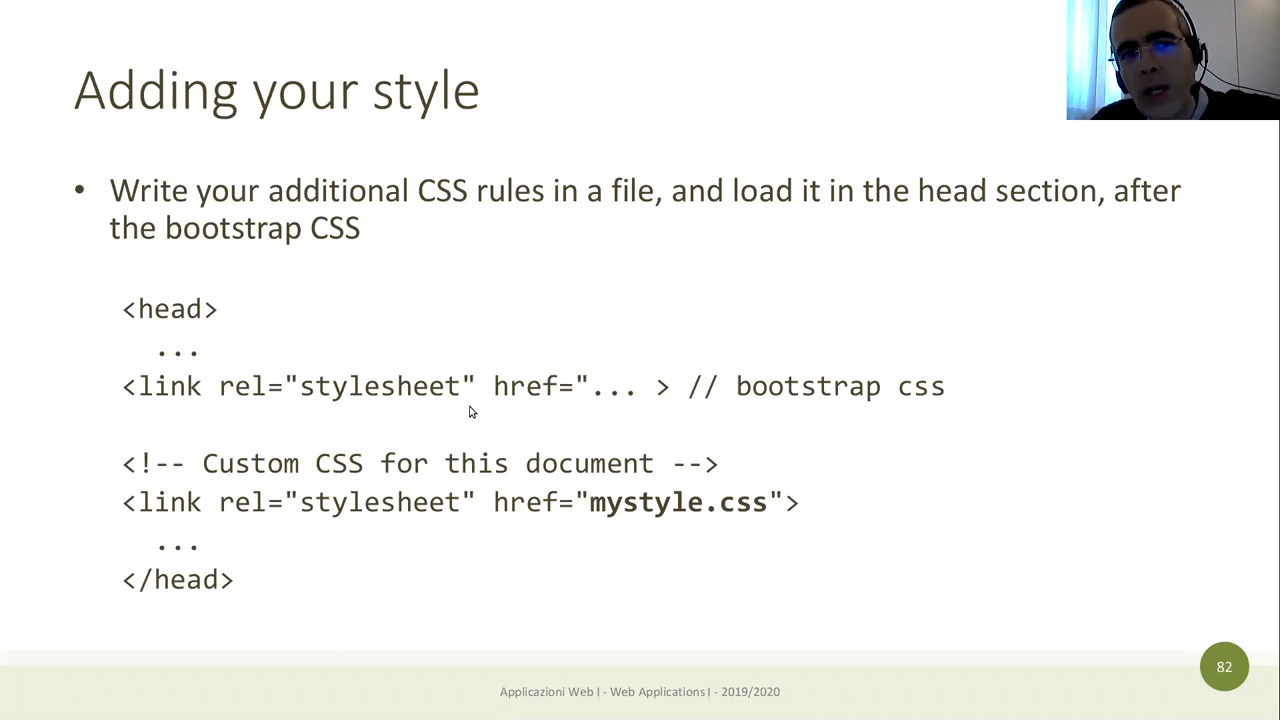 Adding your style
• Write your additional CSS rules in a file, and load it in the head section, after
the bootstrap CSS
<head>
...
<link rel="stylesheet" href="... > // bootstrap css
<!-- Custom CSS for this document -->
<link rel="stylesheet" href="mystyle.css">
...
</head>
82
Applicazioni Web I - Web Applications I - 2019/2020